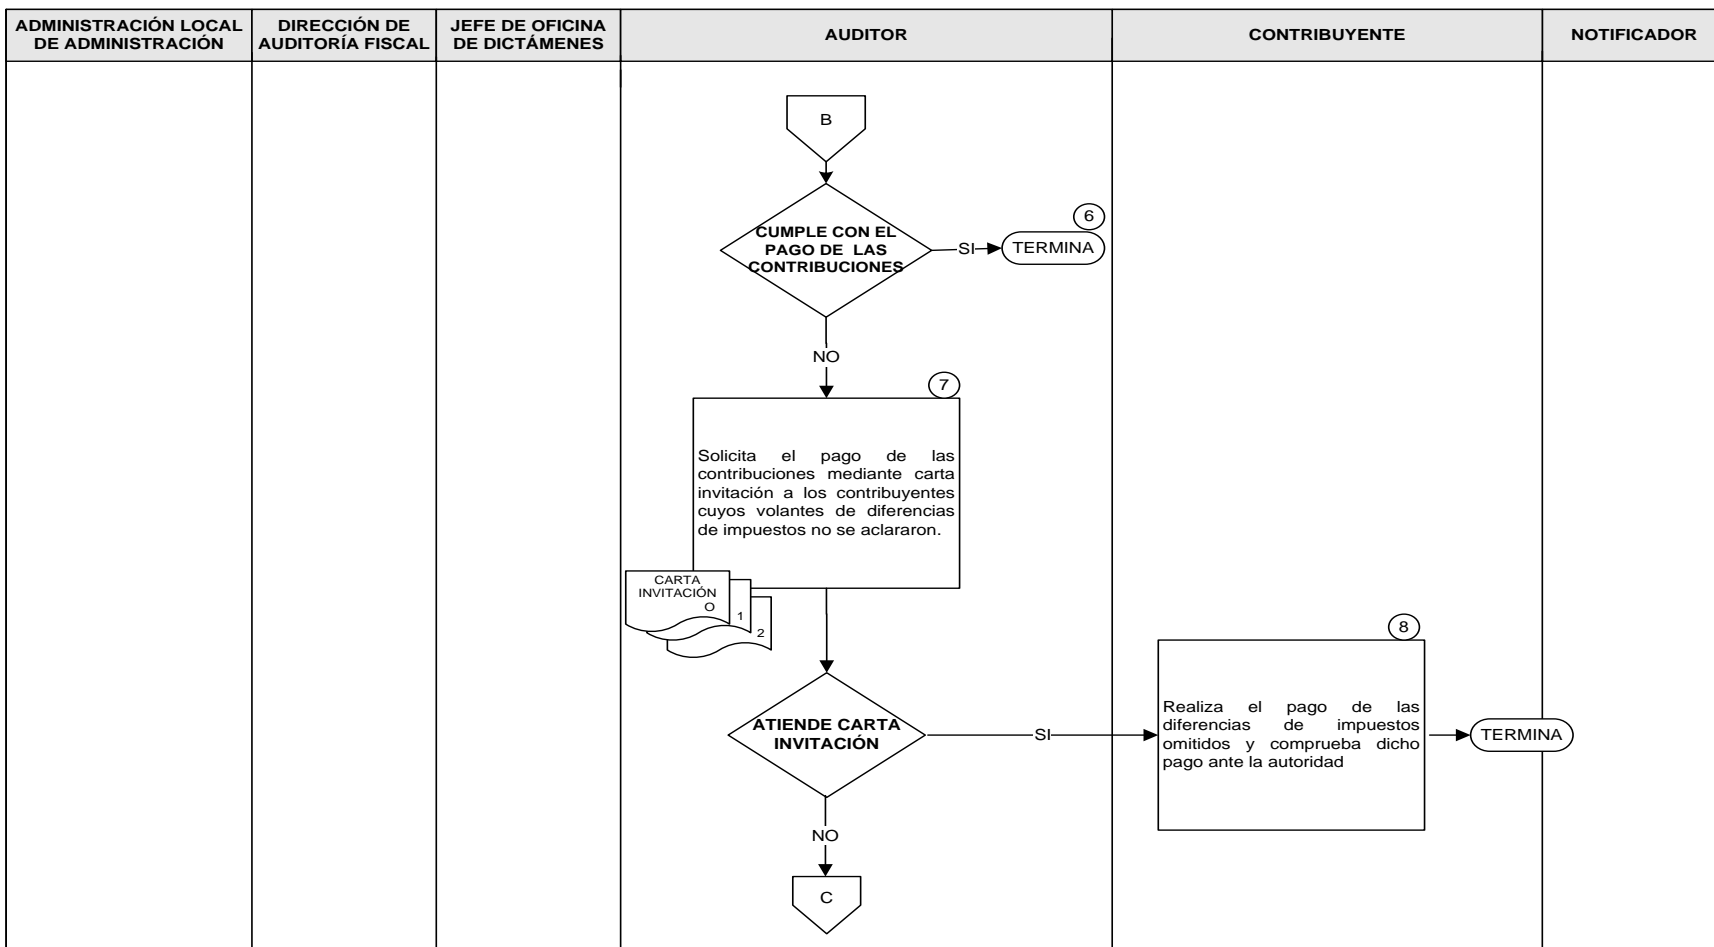 ADMINISTRACIÓN LOCAL
DE ADMINISTRACIÓN
DIRECCIÓN DE
AUDITORÍA FISCAL
JEFE DE OFICINA
DE DICTÁMENES
AUDITOR
CONTRIBUYENTE
NOTIFICADOR
B
CUMPLE CON EL
PAGO DE LAS
CONTRIBUCIONES
SI
6
TERMINA
NO
7
Solicita el pago de las
contribuciones mediante carta
invitación a los contribuyentes
cuyos volantes de diferencias
de impuestos no se aclararon.
CARTA
INVITACIÓN
O
1
2
ATIENDE CARTA
INVITACIÓN
SI
8
Realiza el pago de las
diferencias de impuestos
omitidos y comprueba dicho
pago ante la autoridad
TERMINA
NO
C